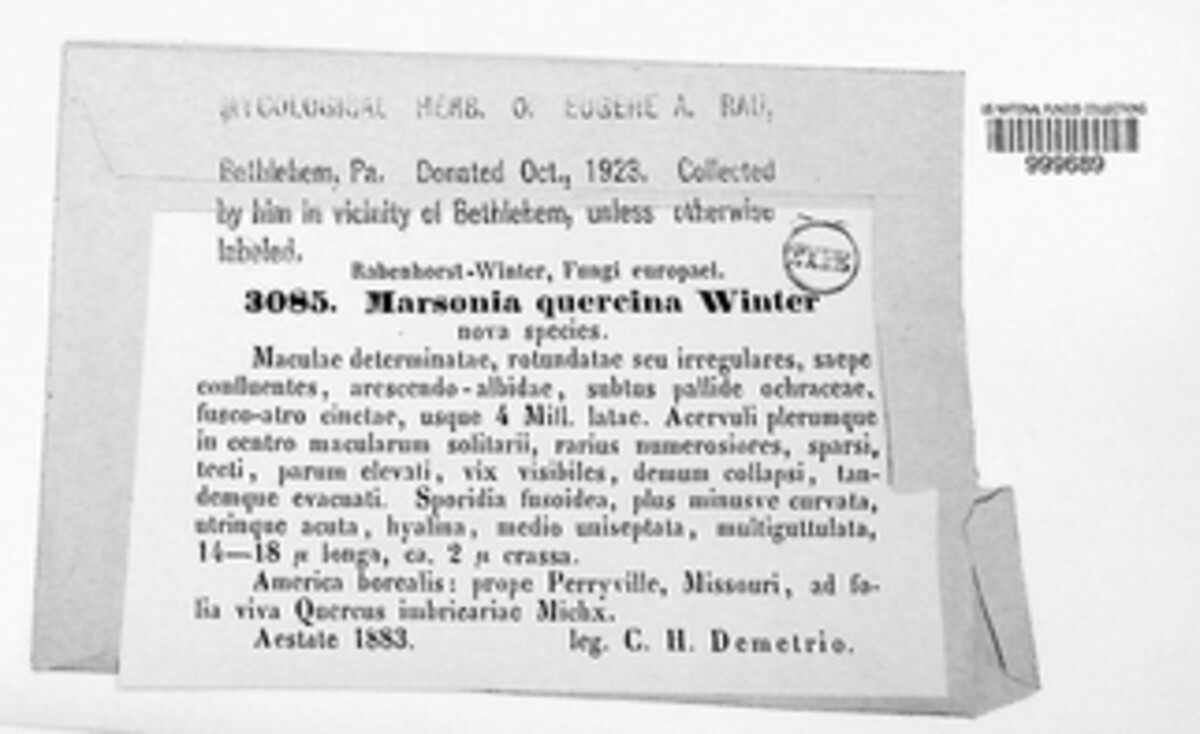 MYCOLOGICAL HERB. OF EUGENE A. RAU,
Bethlehem, Pa. Donated Oct., 1923. Collected
by him in vicinity of Bethlehem, unless otherwise
labeled.
TYPE
Rabenhorst-Winter, Fungi europaei.
3085. Marsonia quercina Winter
nova species.
Maculae determinatae, rotundatae seu irregulares, saepe
confluentes, arescendo-albidae, subtus pallide ochraceae,
fusco-atro cinctae, usque 4 Mill. latae. Acervuli plerumque
in centro macularum solitarii, rarius numerosiores, sparsi,
tecti, parum elevati, vix visibiles, demum collapsi, tan-
demque evacuati. Sporidia fusoidea, plus minusve curvata,
utrinque acuta, hyalina, medio uniseptata, multiguttulata,
14—18 µ longa, ca. 2 µ crassa.
America borealis: prope Perryville, Missouri, ad fo-
lia viva Quercus imbricariae Michx.
Aestate 1883. leg. C. H. Demetrio.
US NATIONAL FUNGUS COLLECTIONS
999689